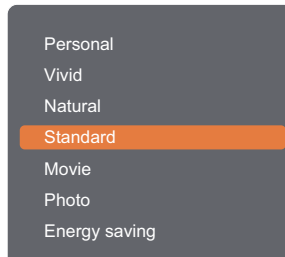 Personal
Vivid
Natural
Standard
Movie
Photo
Energy saving